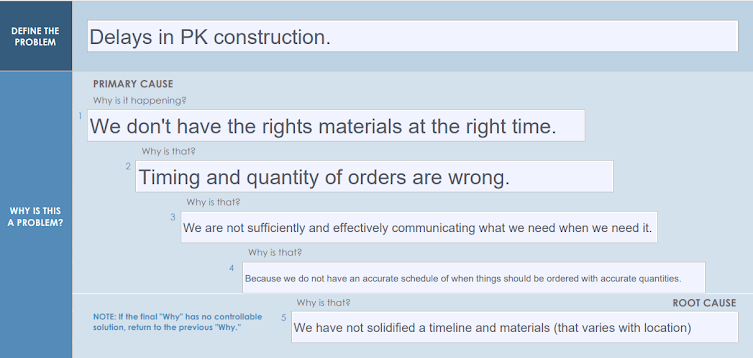 DEFINE THE
PROBLEM
Delays in PK construction.
WHY IS THIS
A PROBLEM?
PRIMARY CAUSE
Why is it happening?
1 We don't have the rights materials at the right time.
Why is that?
2 Timing and quantity of orders are wrong.
Why is that?
3 We are not sufficiently and effectively communicating what we need when we need it.
Why is that?
4 Because we do not have an accurate schedule of when things should be ordered with accurate quantities.
Why is that? ROOT CAUSE
NOTE: If the final "Why" has no controllable
solution, return to the previous "Why."
5 We have not solidified a timeline and materials (that varies with location)